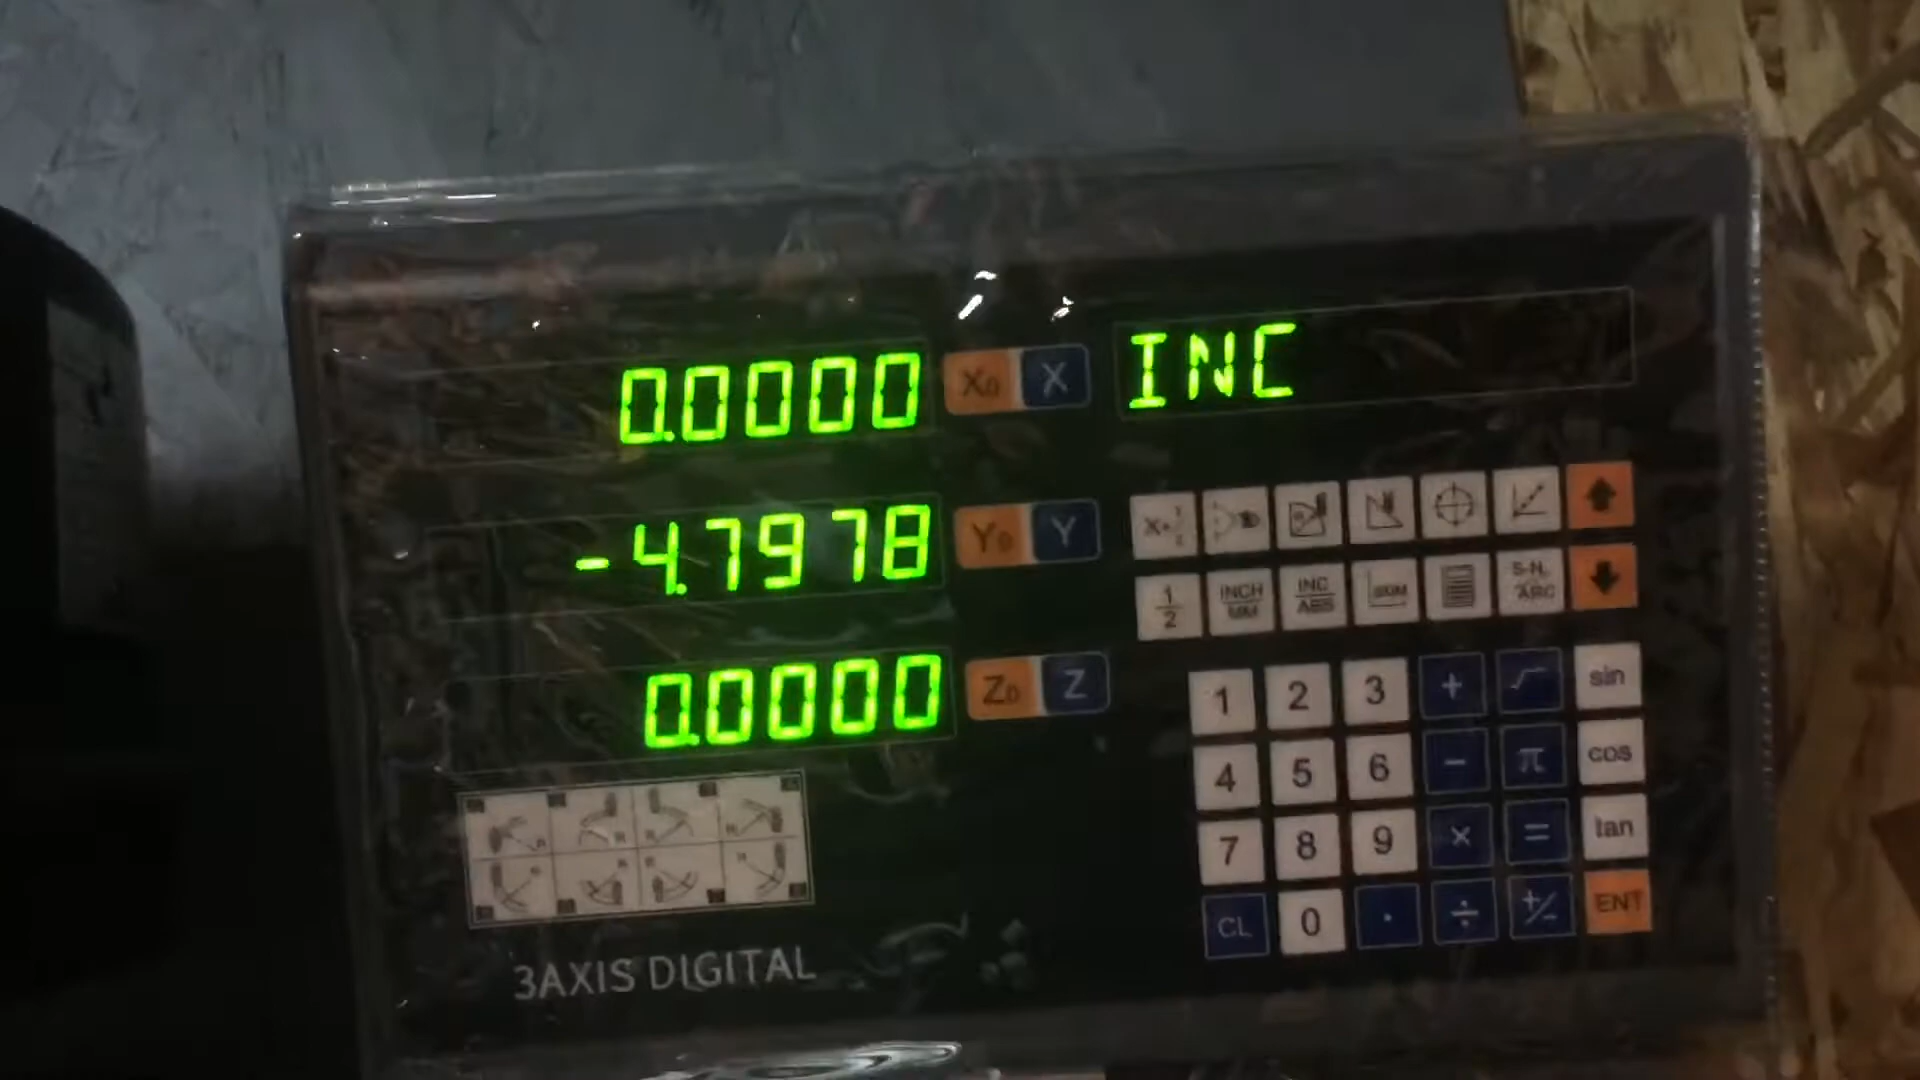 0.0000 X0 X INC
-4.7978 Y0 Y
1/2 INCH/MM INC/ABS
0.0000 Z0 Z
1 2 3 + sin
4 5 6 - π cos
7 8 9 × = tan
CL 0 . ÷ +/- ENT
3AXIS DIGITAL